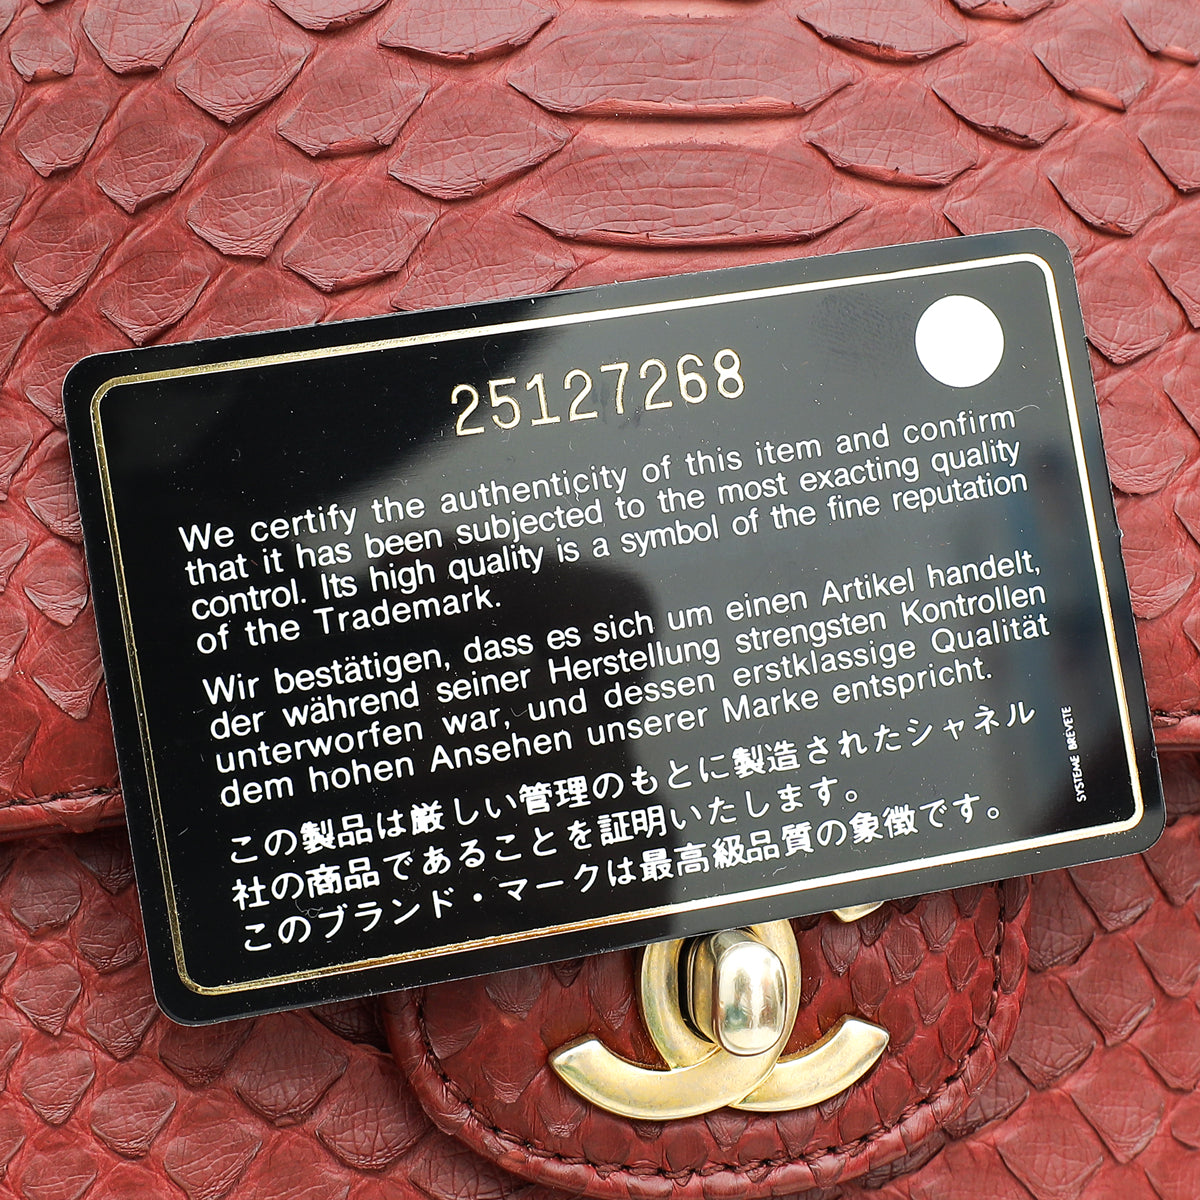 25127268
We certify the authenticity of this item and confirm
that it has been subjected to the most exacting quality
control. Its high quality is a symbol of the fine reputation
of the Trademark.
Wir bestätigen, dass es sich um einen Artikel handelt,
der während seiner Herstellung strengsten Kontrollen
unterworfen war, und dessen erstklassige Qualität
dem hohen Ansehen unserer Marke entspricht.
この製品は厳しい管理のもとに製造されたシャネル
社の商品であることを証明いたします。
このブランド・マークは最高級品質の象徴です。
SYSTEME BREVETE